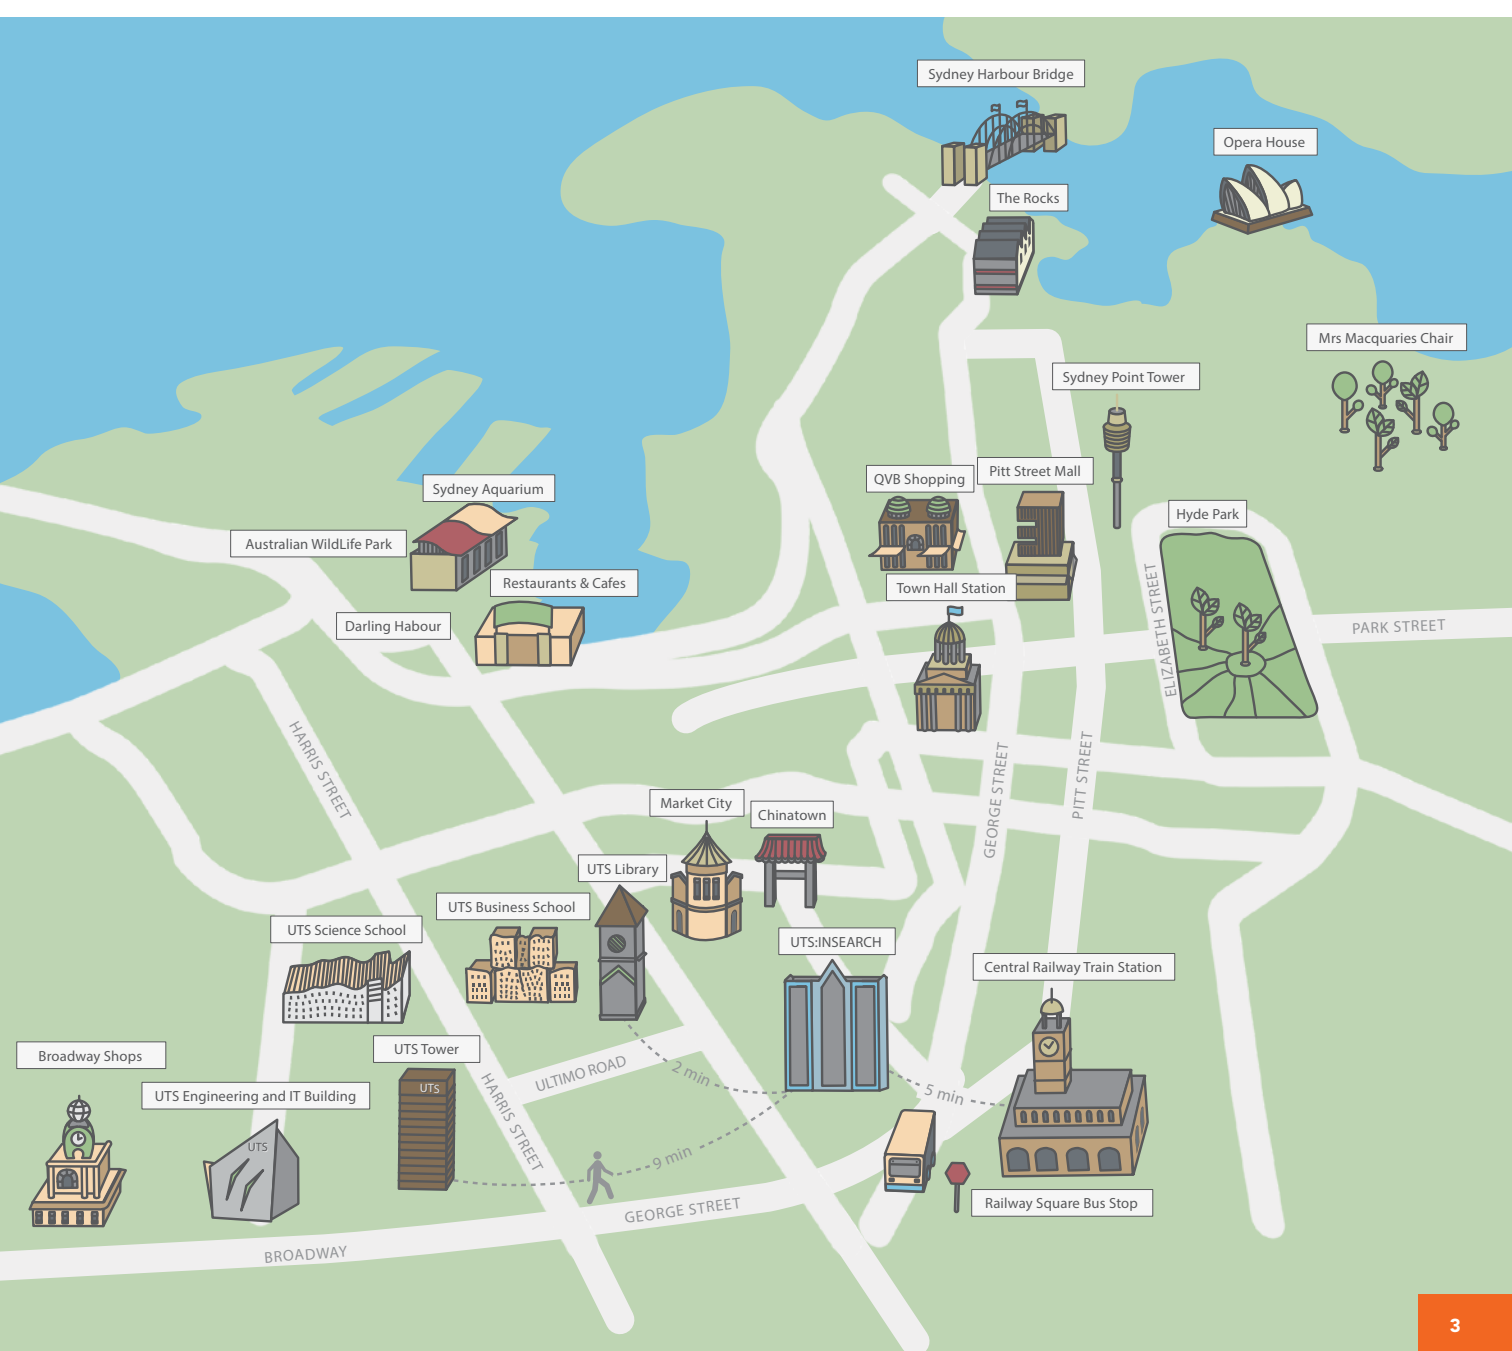 Sydney Harbour Bridge
Opera House
The Rocks
Mrs Macquaries Chair
Sydney Point Tower
Pitt Street Mall
QVB Shopping
Sydney Aquarium
Hyde Park
Australian WildLife Park
Restaurants & Cafes
Town Hall Station
Darling Habour
ELIZABETH STREET
PARK STREET
HARRIS STREET
GEORGE STREET
PITT STREET
Market City
Chinatown
UTS Library
UTS Business School
UTS Science School
UTS:INSEARCH
Central Railway Train Station
UTS Tower
Broadway Shops
UTS Engineering and IT Building
UTS
UTS
ULTIMO ROAD
HARRIS STREET
2 min
5 min
9 min
Railway Square Bus Stop
GEORGE STREET
BROADWAY
3